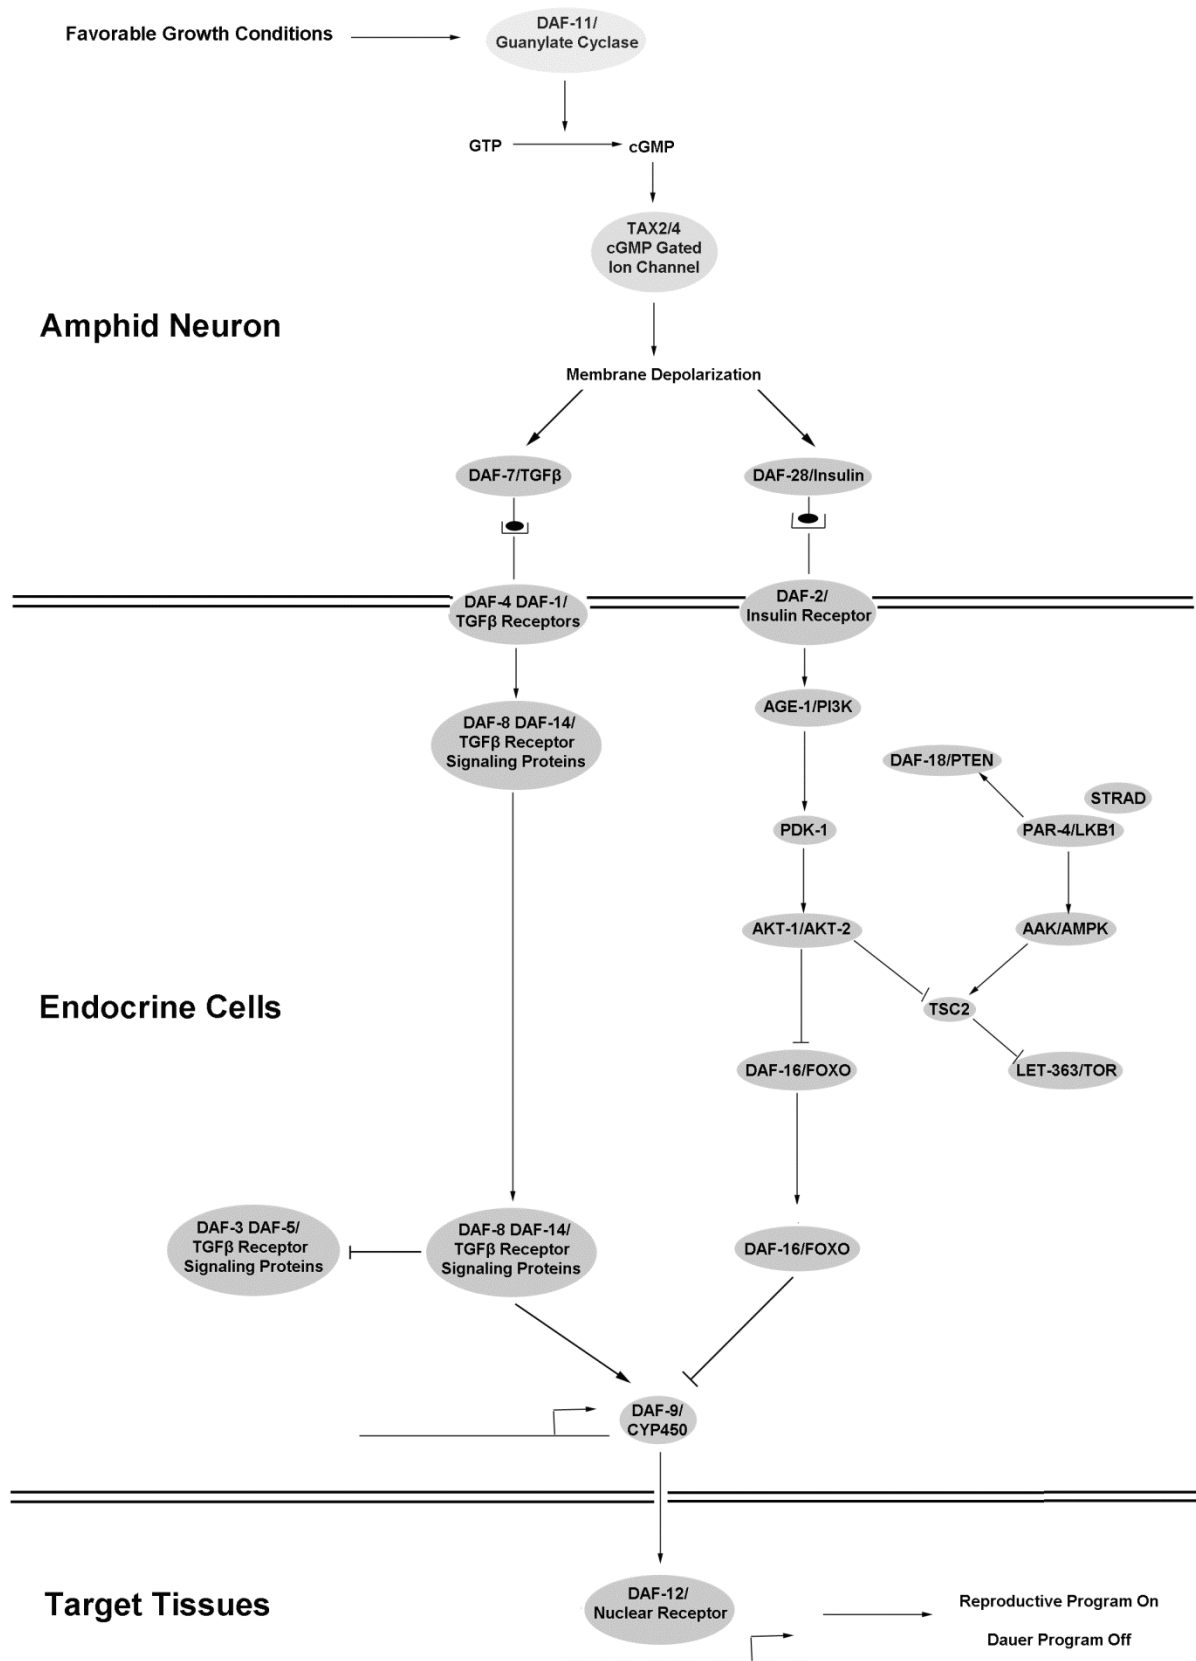 Favorable Growth Conditions
DAF-11/
Guanylate Cyclase
GTP
cGMP
TAX2/4
cGMP Gated
Ion Channel
Amphid Neuron
Membrane Depolarization
DAF-7/TGFβ
DAF-28/Insulin
DAF-4 DAF-1/
TGFβ Receptors
DAF-2/
Insulin Receptor
AGE-1/PI3K
DAF-8 DAF-14/
TGFβ Receptor
Signaling Proteins
DAF-18/PTEN
STRAD
PDK-1
PAR-4/LKB1
AKT-1/AKT-2
AAK/AMPK
Endocrine Cells
TSC2
DAF-16/FOXO
LET-363/TOR
DAF-3 DAF-5/
TGFβ Receptor
Signaling Proteins
DAF-8 DAF-14/
TGFβ Receptor
Signaling Proteins
DAF-16/FOXO
DAF-9/
CYP450
Target Tissues
DAF-12/
Nuclear Receptor
Reproductive Program On
Dauer Program Off